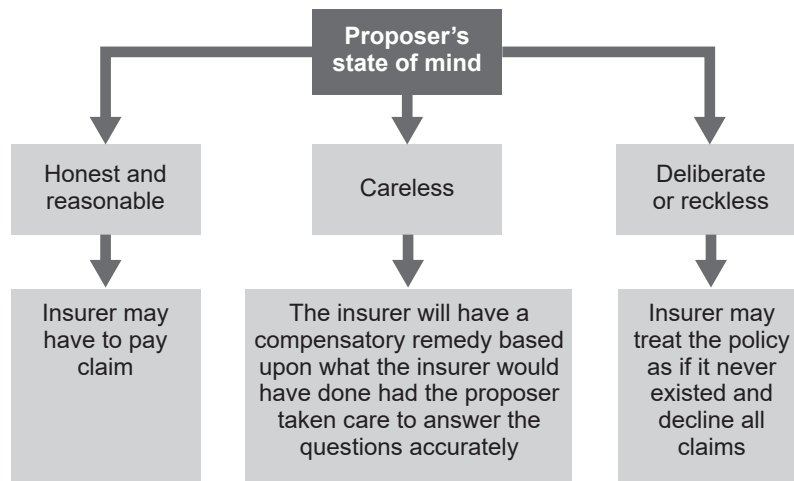 Proposer’s
state of mind
Honest and
reasonable
Careless
Deliberate
or reckless
Insurer may
have to pay
claim
The insurer will have a
compensatory remedy based
upon what the insurer would
have done had the proposer
taken care to answer the
questions accurately
Insurer may
treat the policy
as if it never
existed and
decline all
claims